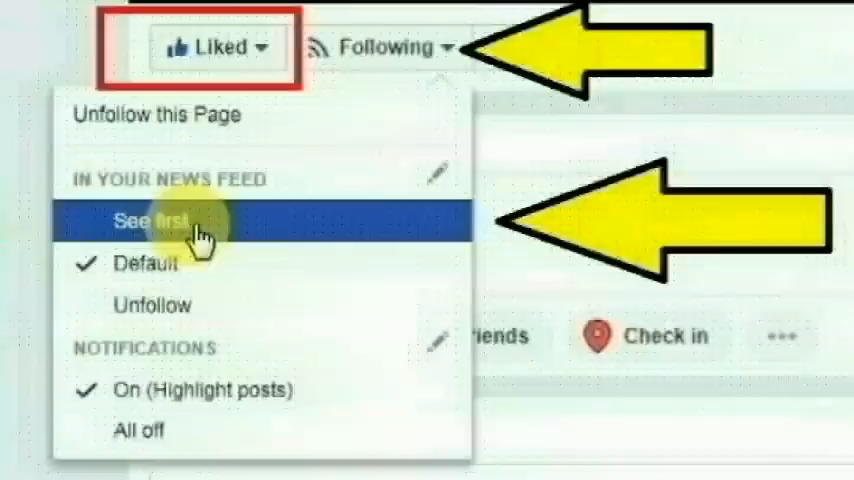 Liked Following
Unfollow this Page
IN YOUR NEWS FEED
See first
Default
Unfollow
riends Check in
NOTIFICATIONS
On (Highlight posts)
All off